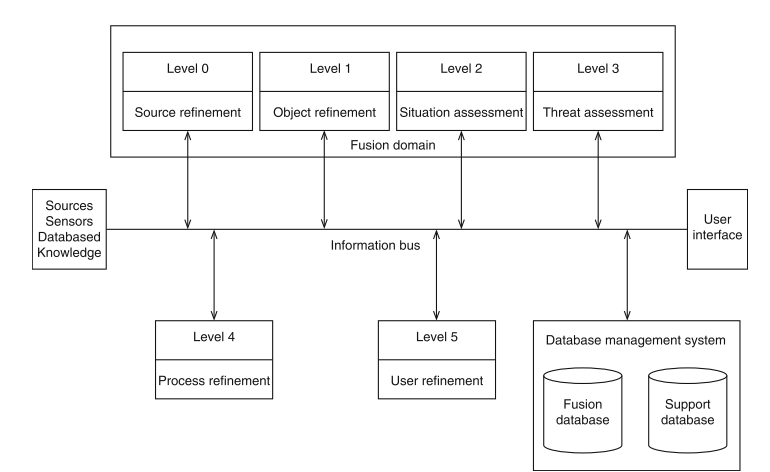 Level 0
Source refinement
Level 1
Object refinement
Level 2
Situation assessment
Level 3
Threat assessment
Fusion domain
Sources
Sensors
Databased
Knowledge
Information bus
User
interface
Level 4
Process refinement
Level 5
User refinement
Database management system
Fusion
database
Support
database